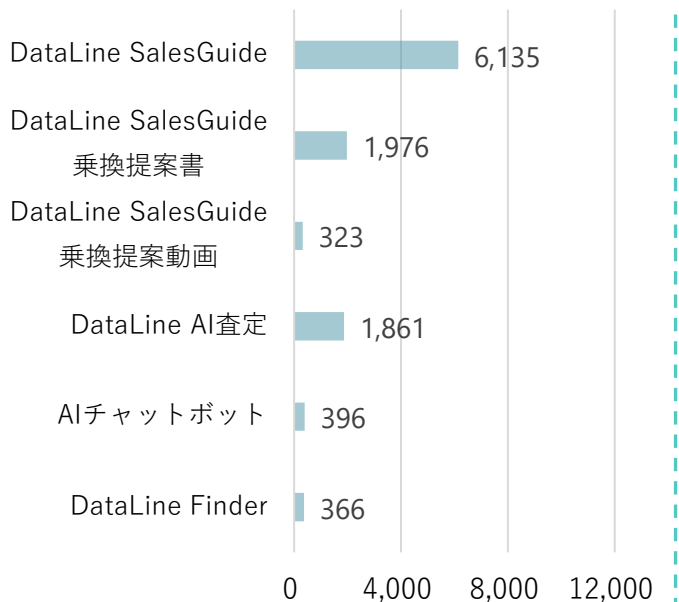 DataLine SalesGuide
6,135
DataLine SalesGuide
乗換提案書
1,976
DataLine SalesGuide
乗換提案動画
323
DataLine AI査定
1,861
AIチャットボット
396
DataLine Finder
366
0 4,000 8,000 12,000